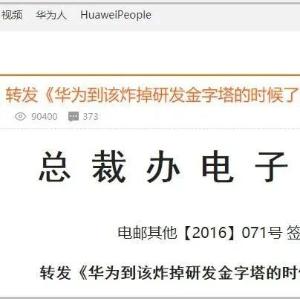 视频 华为人 HuaweiPeople
转发《华为到该炸掉研发金字塔的时候了
90400 373
总裁办电子
电邮其他【2016】071号 签
转发《华为到该炸掉研发金字塔的时